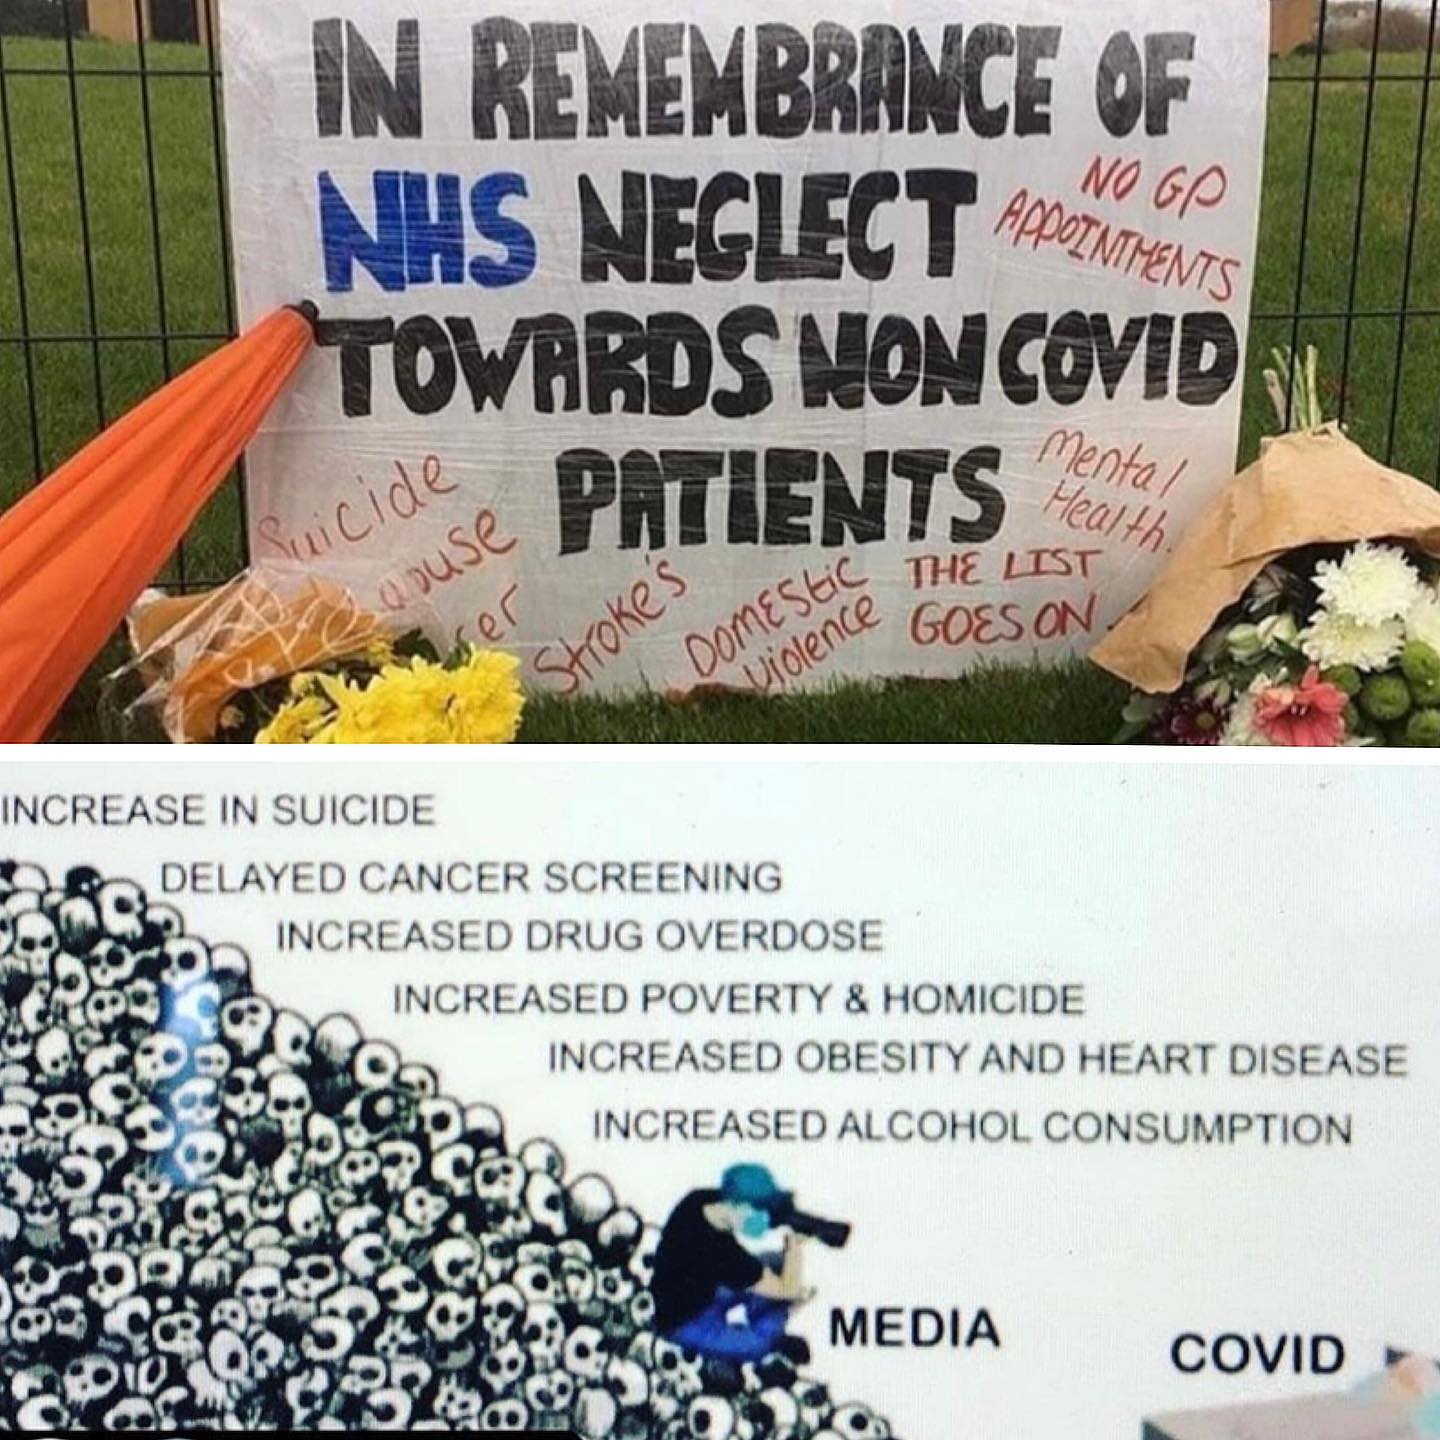 IN REMEMBRANCE OF
NHS NEGLECT
NO GP
APPOINTMENTS
TOWARDS NON COVID
PATIENTS
Mental
Health.
Suicide
abuse
Stroke's
Domestic
Violence
THE LIST
GOES ON.
INCREASE IN SUICIDE
DELAYED CANCER SCREENING
INCREASED DRUG OVERDOSE
INCREASED POVERTY & HOMICIDE
INCREASED OBESITY AND HEART DISEASE
INCREASED ALCOHOL CONSUMPTION
MEDIA
COVID